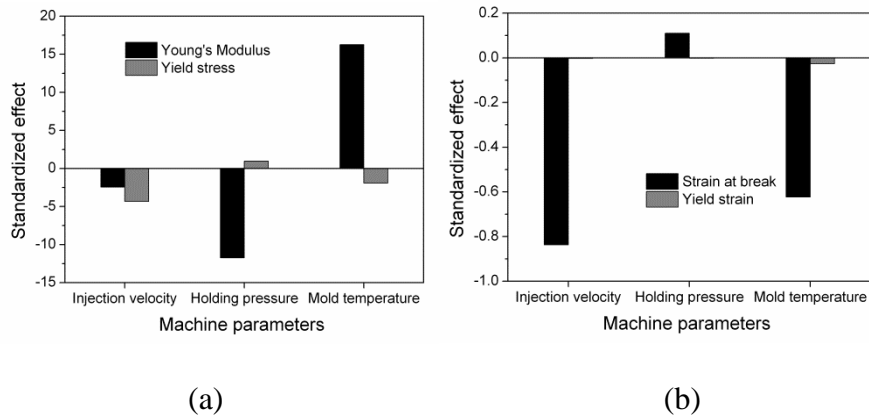 20
15
10
5
0
-5
-10
-15
Standardized effect
Young's Modulus
Yield stress
Injection velocity Holding pressure Mold temperature
Machine parameters
(a)
0.2
0.0
-0.2
-0.4
-0.6
-0.8
-1.0
Standardized effect
Strain at break
Yield strain
Injection velocity Holding pressure Mold temperature
Machine parameters
(b)